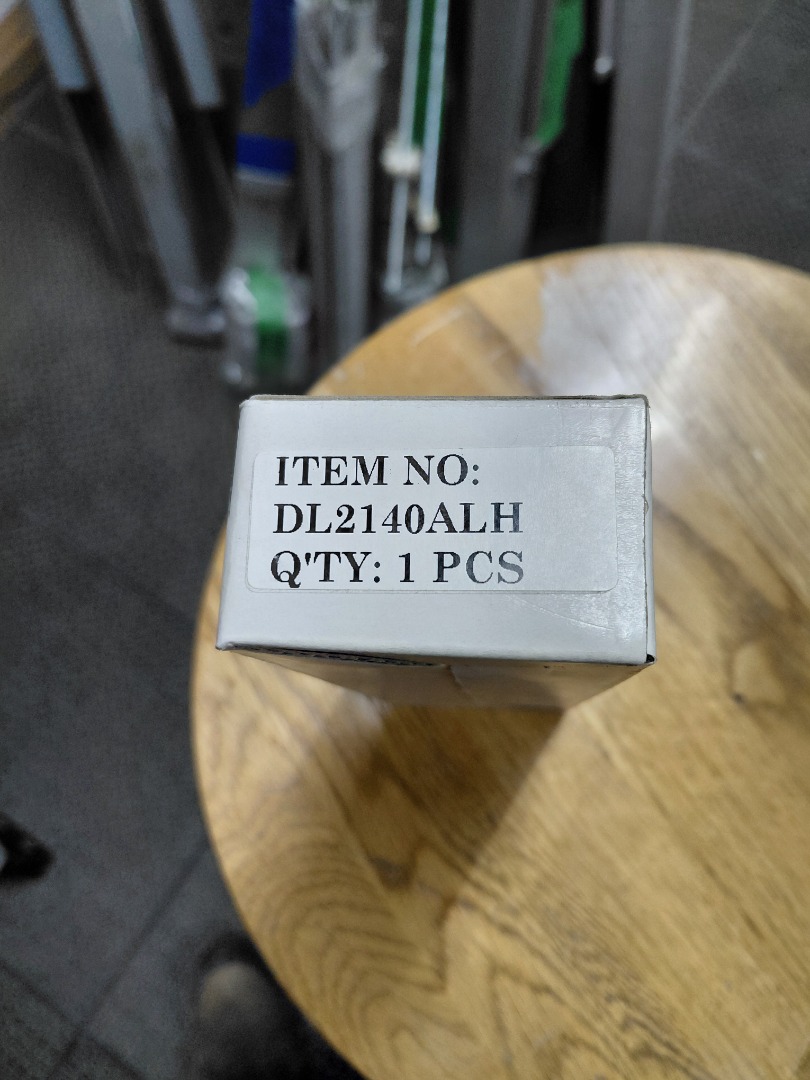 ITEM NO:
DL2140ALH
Q'TY: 1 PCS